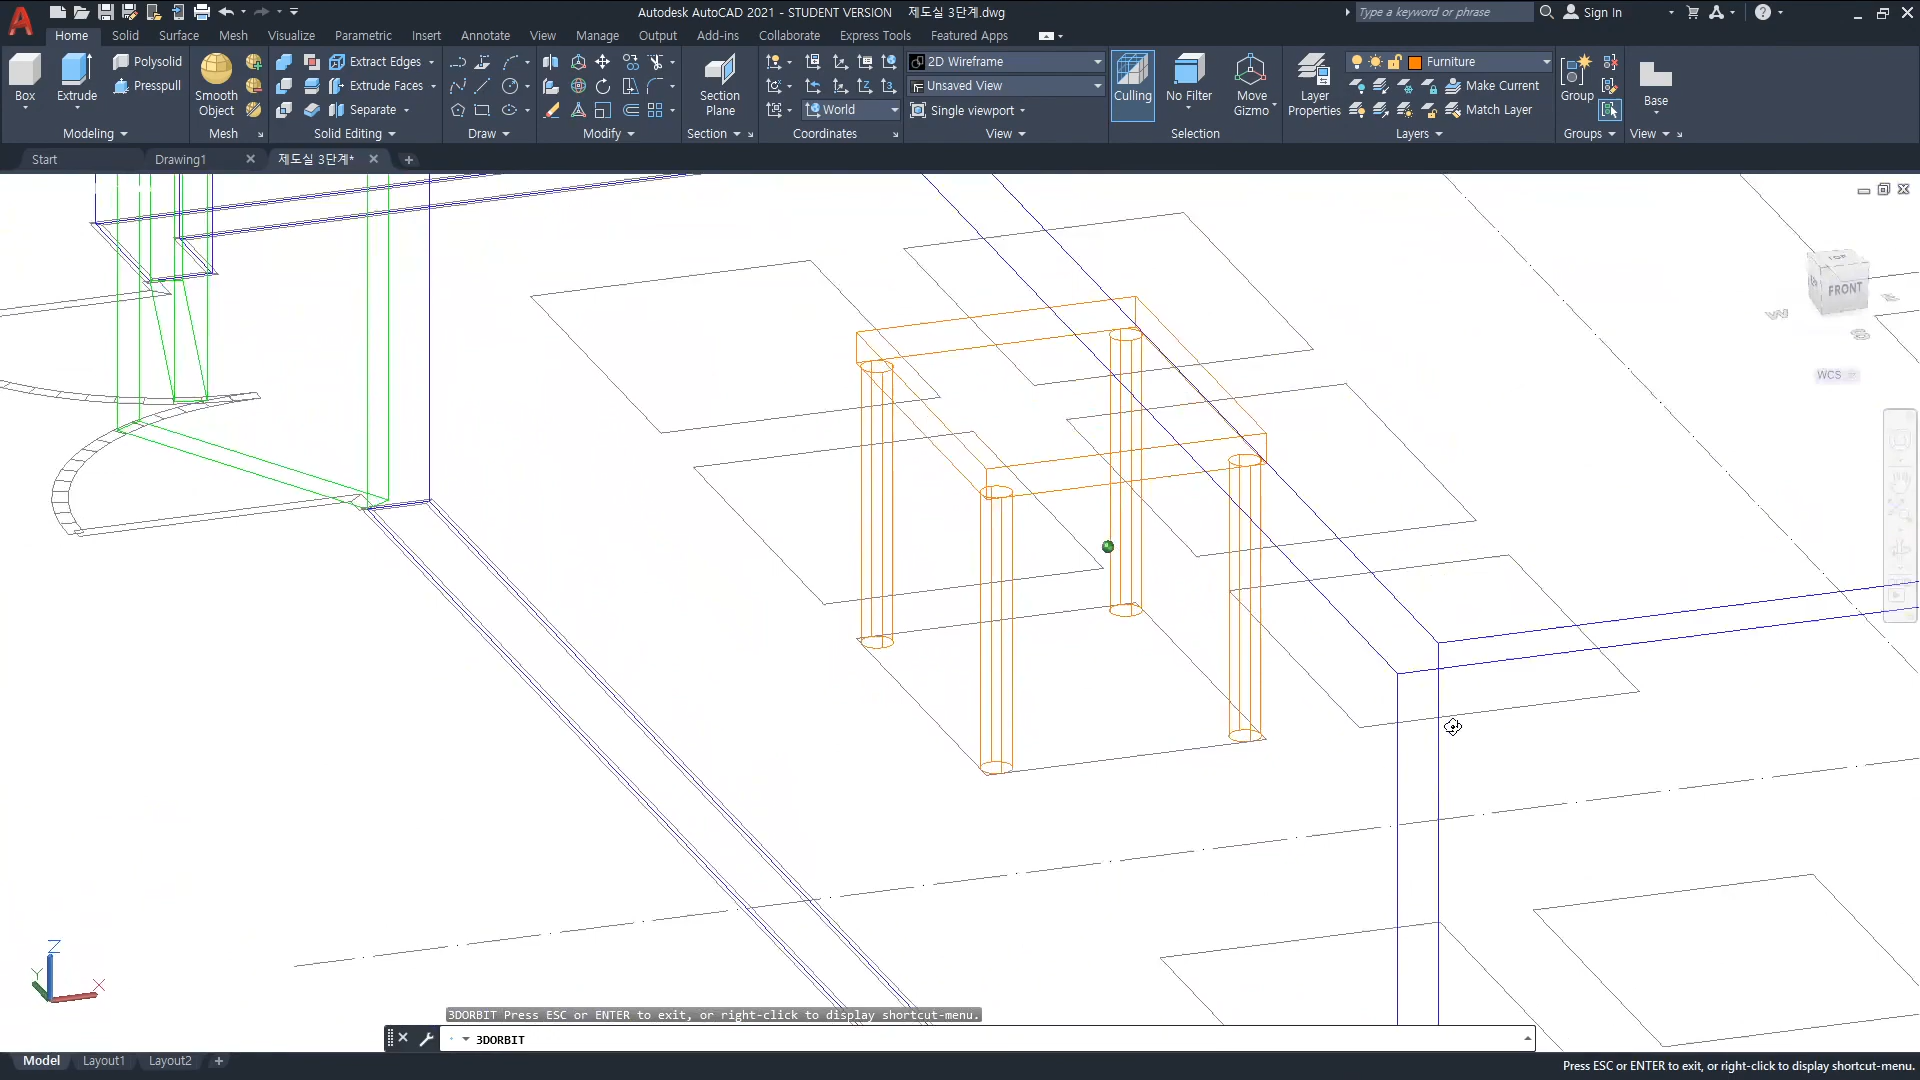 Autodesk AutoCAD 2021 - STUDENT VERSION 제도실 3단계.dwg
Type a keyword or phrase
Sign In
Home Solid Surface Mesh Visualize Parametric Insert Annotate View Manage Output Add-ins Collaborate Express Tools Featured Apps
Box
Extrude
Polysolid
Presspull
Modeling
Smooth
Object
Mesh
Extract Edges
Extrude Faces
Separate
Solid Editing
Draw
Modify
Section
Plane
Section
World
Coordinates
2D Wireframe
Unsaved View
Single viewport
View
Culling
No Filter
Move
Gizmo
Selection
Layer
Properties
Furniture
Make Current
Match Layer
Layers
Group
Groups
Base
View
Start Drawing1 제도실 3단계*
TOP
FRONT
W
S
E
WCS
Z
Y
X
3DORBIT Press ESC or ENTER to exit, or right-click to display shortcut-menu.
3DORBIT
Model Layout1 Layout2
Press ESC or ENTER to exit, or right-click to display shortcut-menu.